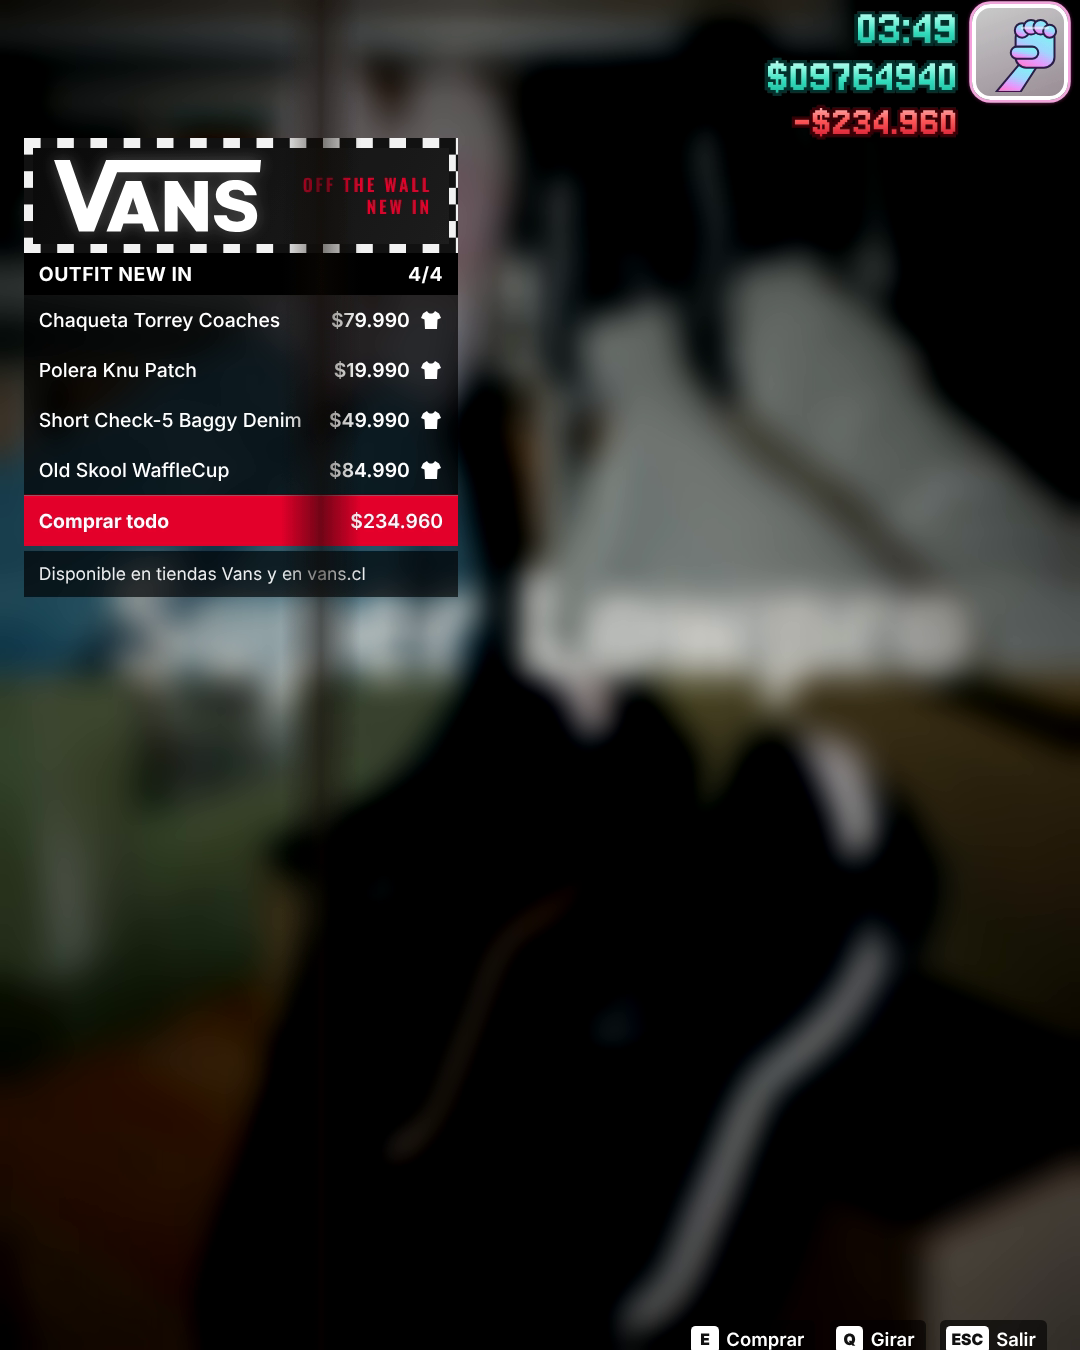 03:49
$09764940
-$234.960
VANS
OFF THE WALL
NEW IN
OUTFIT NEW IN 4/4
Chaqueta Torrey Coaches $79.990
Polera Knu Patch $19.990
Short Check-5 Baggy Denim $49.990
Old Skool WaffleCup $84.990
Comprar todo $234.960
Disponible en tiendas Vans y en vans.cl
E Comprar Q Girar ESC Salir